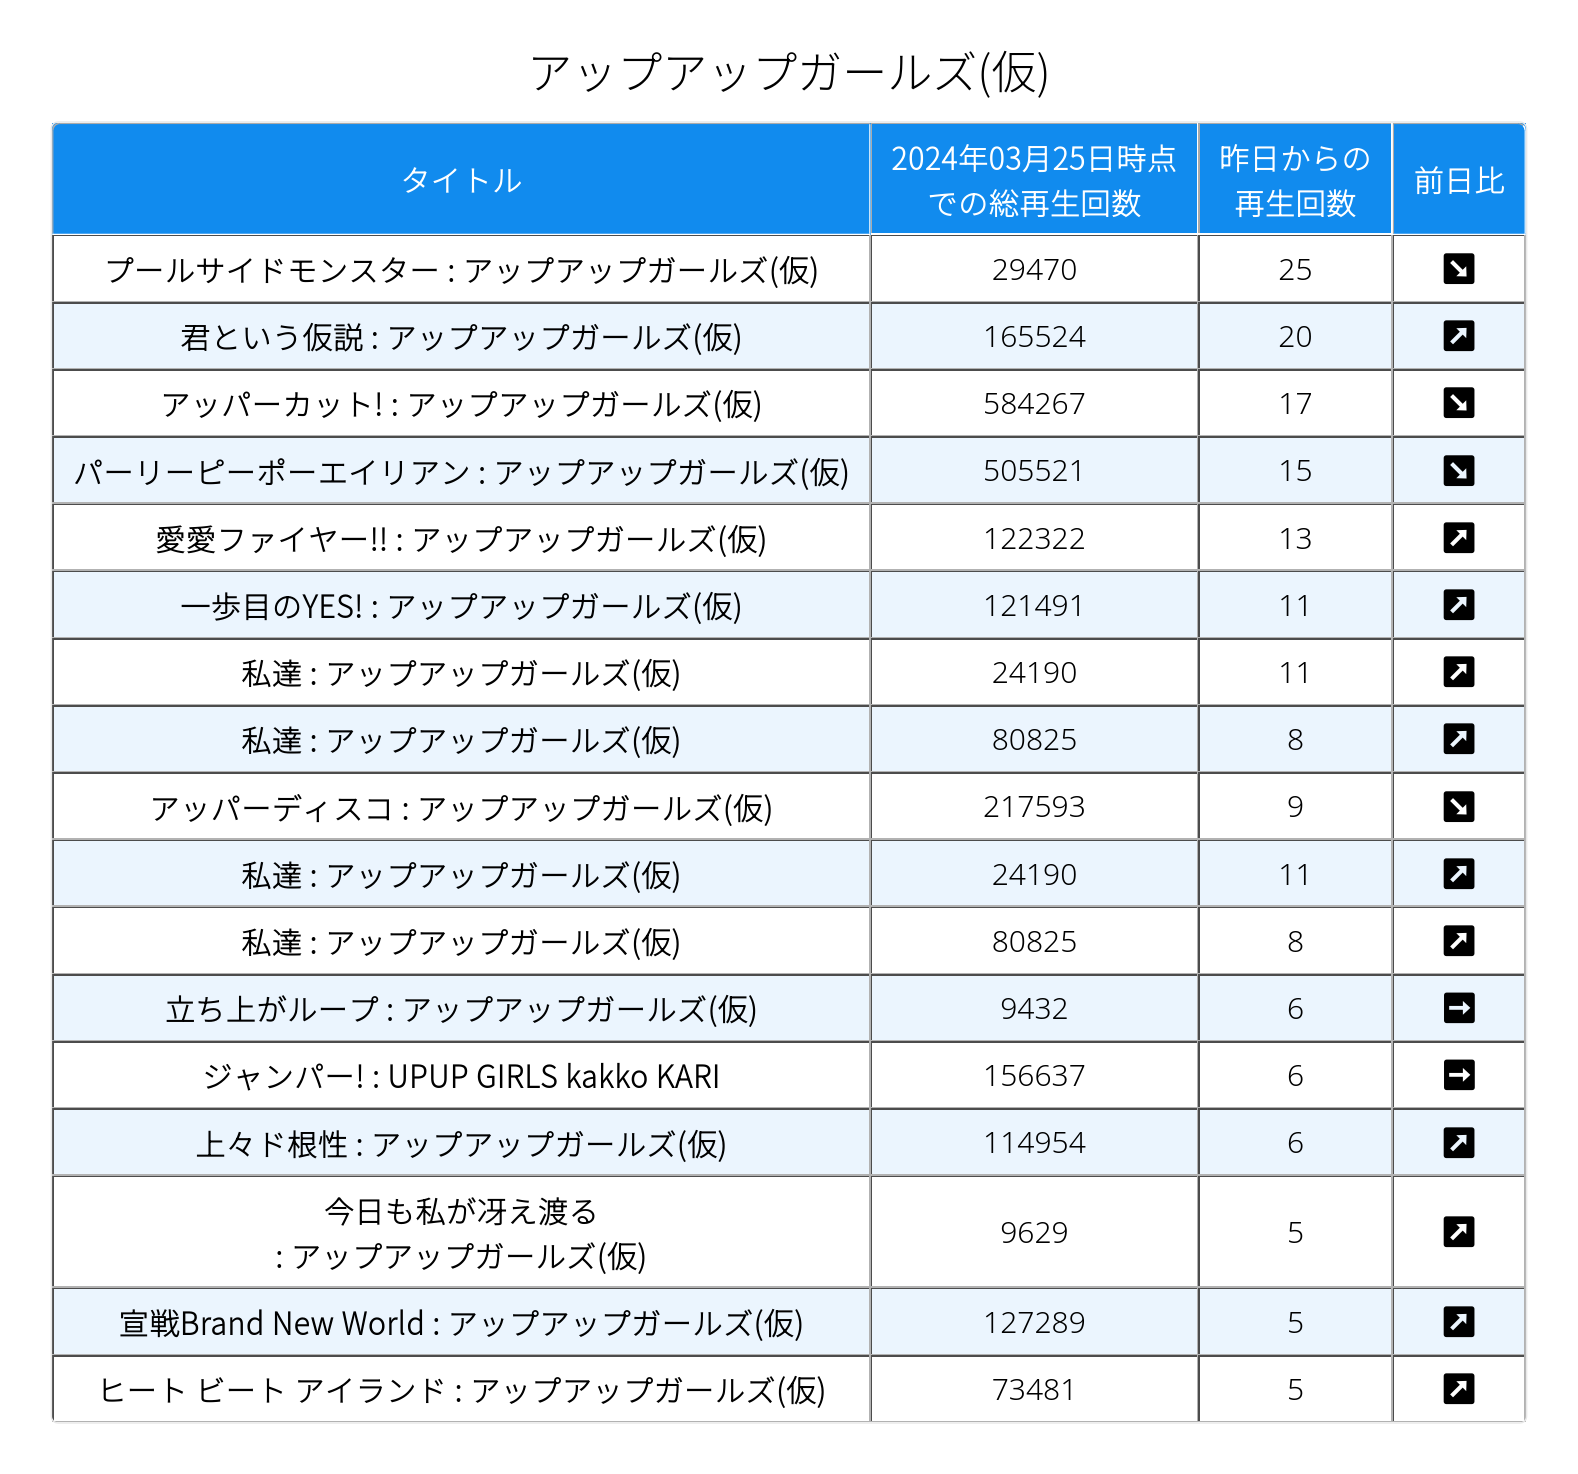 アップアップガールズ(仮)
タイトル 2024年03月25日時点 昨日からの 前日比
での総再生回数 再生回数
プールサイドモンスター : アップアップガールズ(仮) 29470 25
君という仮説 : アップアップガールズ(仮) 165524 20
アッパーカット! : アップアップガールズ(仮) 584267 17
パーリーピーポーエイリアン : アップアップガールズ(仮) 505521 15
愛愛ファイヤー!! : アップアップガールズ(仮) 122322 13
一歩目のYES! : アップアップガールズ(仮) 121491 11
私達 : アップアップガールズ(仮) 24190 11
私達 : アップアップガールズ(仮) 80825 8
アッパーディスコ : アップアップガールズ(仮) 217593 9
私達 : アップアップガールズ(仮) 24190 11
私達 : アップアップガールズ(仮) 80825 8
立ち上がループ : アップアップガールズ(仮) 9432 6
ジャンパー! : UPUP GIRLS kakko KARI 156637 6
上々ド根性 : アップアップガールズ(仮) 114954 6
今日も私が冴え渡る
: アップアップガールズ(仮) 9629 5
宣戦Brand New World : アップアップガールズ(仮) 127289 5
ヒート ビート アイランド : アップアップガールズ(仮) 73481 5